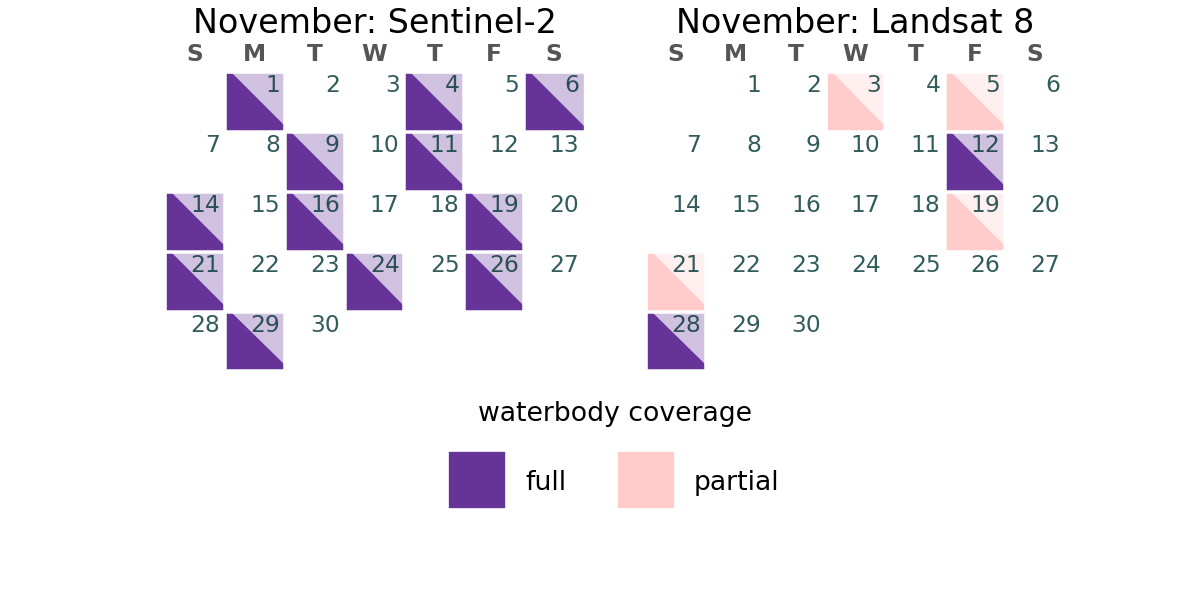 November: Sentinel-2
S M T W T F S
1 2 3 4 5 6
7 8 9 10 11 12 13
14 15 16 17 18 19 20
21 22 23 24 25 26 27
28 29 30
November: Landsat 8
S M T W T F S
1 2 3 4 5 6
7 8 9 10 11 12 13
14 15 16 17 18 19 20
21 22 23 24 25 26 27
28 29 30
waterbody coverage
full
partial